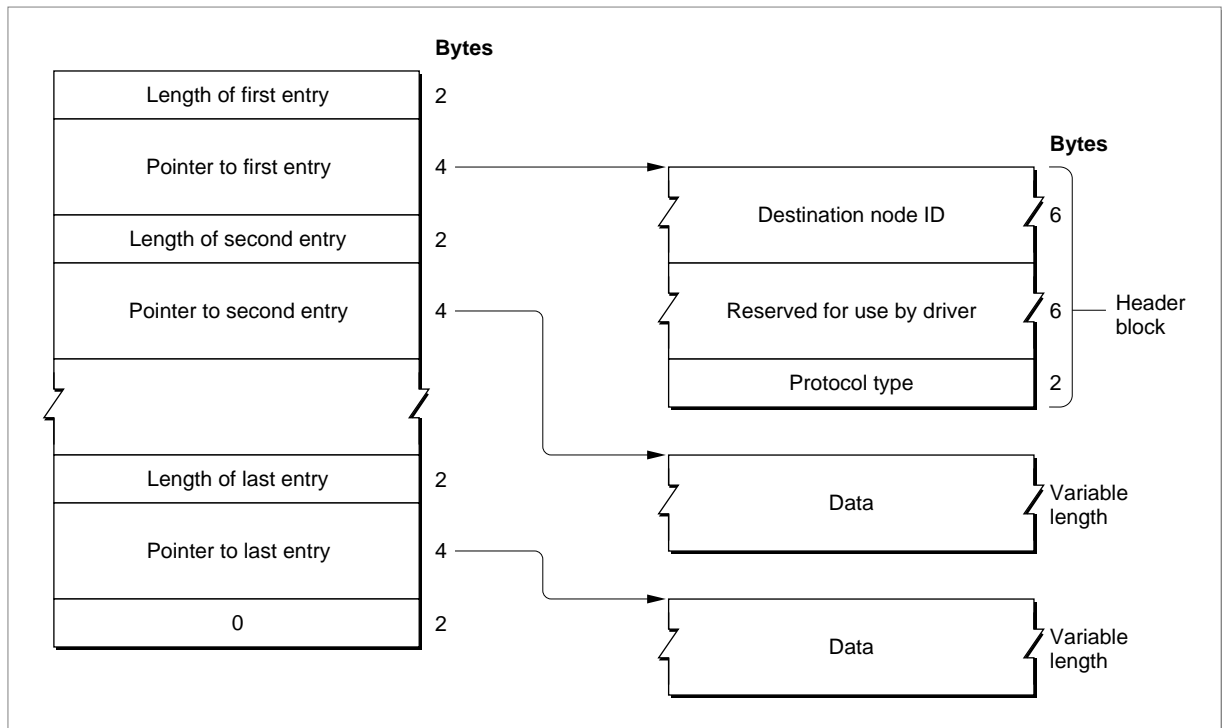 Bytes
Length of first entry
2
Pointer to first entry
4
Length of second entry
2
Pointer to second entry
4
Length of last entry
2
Pointer to last entry
4
0
2
Bytes
Destination node ID
6
Reserved for use by driver
6
Protocol type
2
Header
block
Data
Variable
length
Data
Variable
length